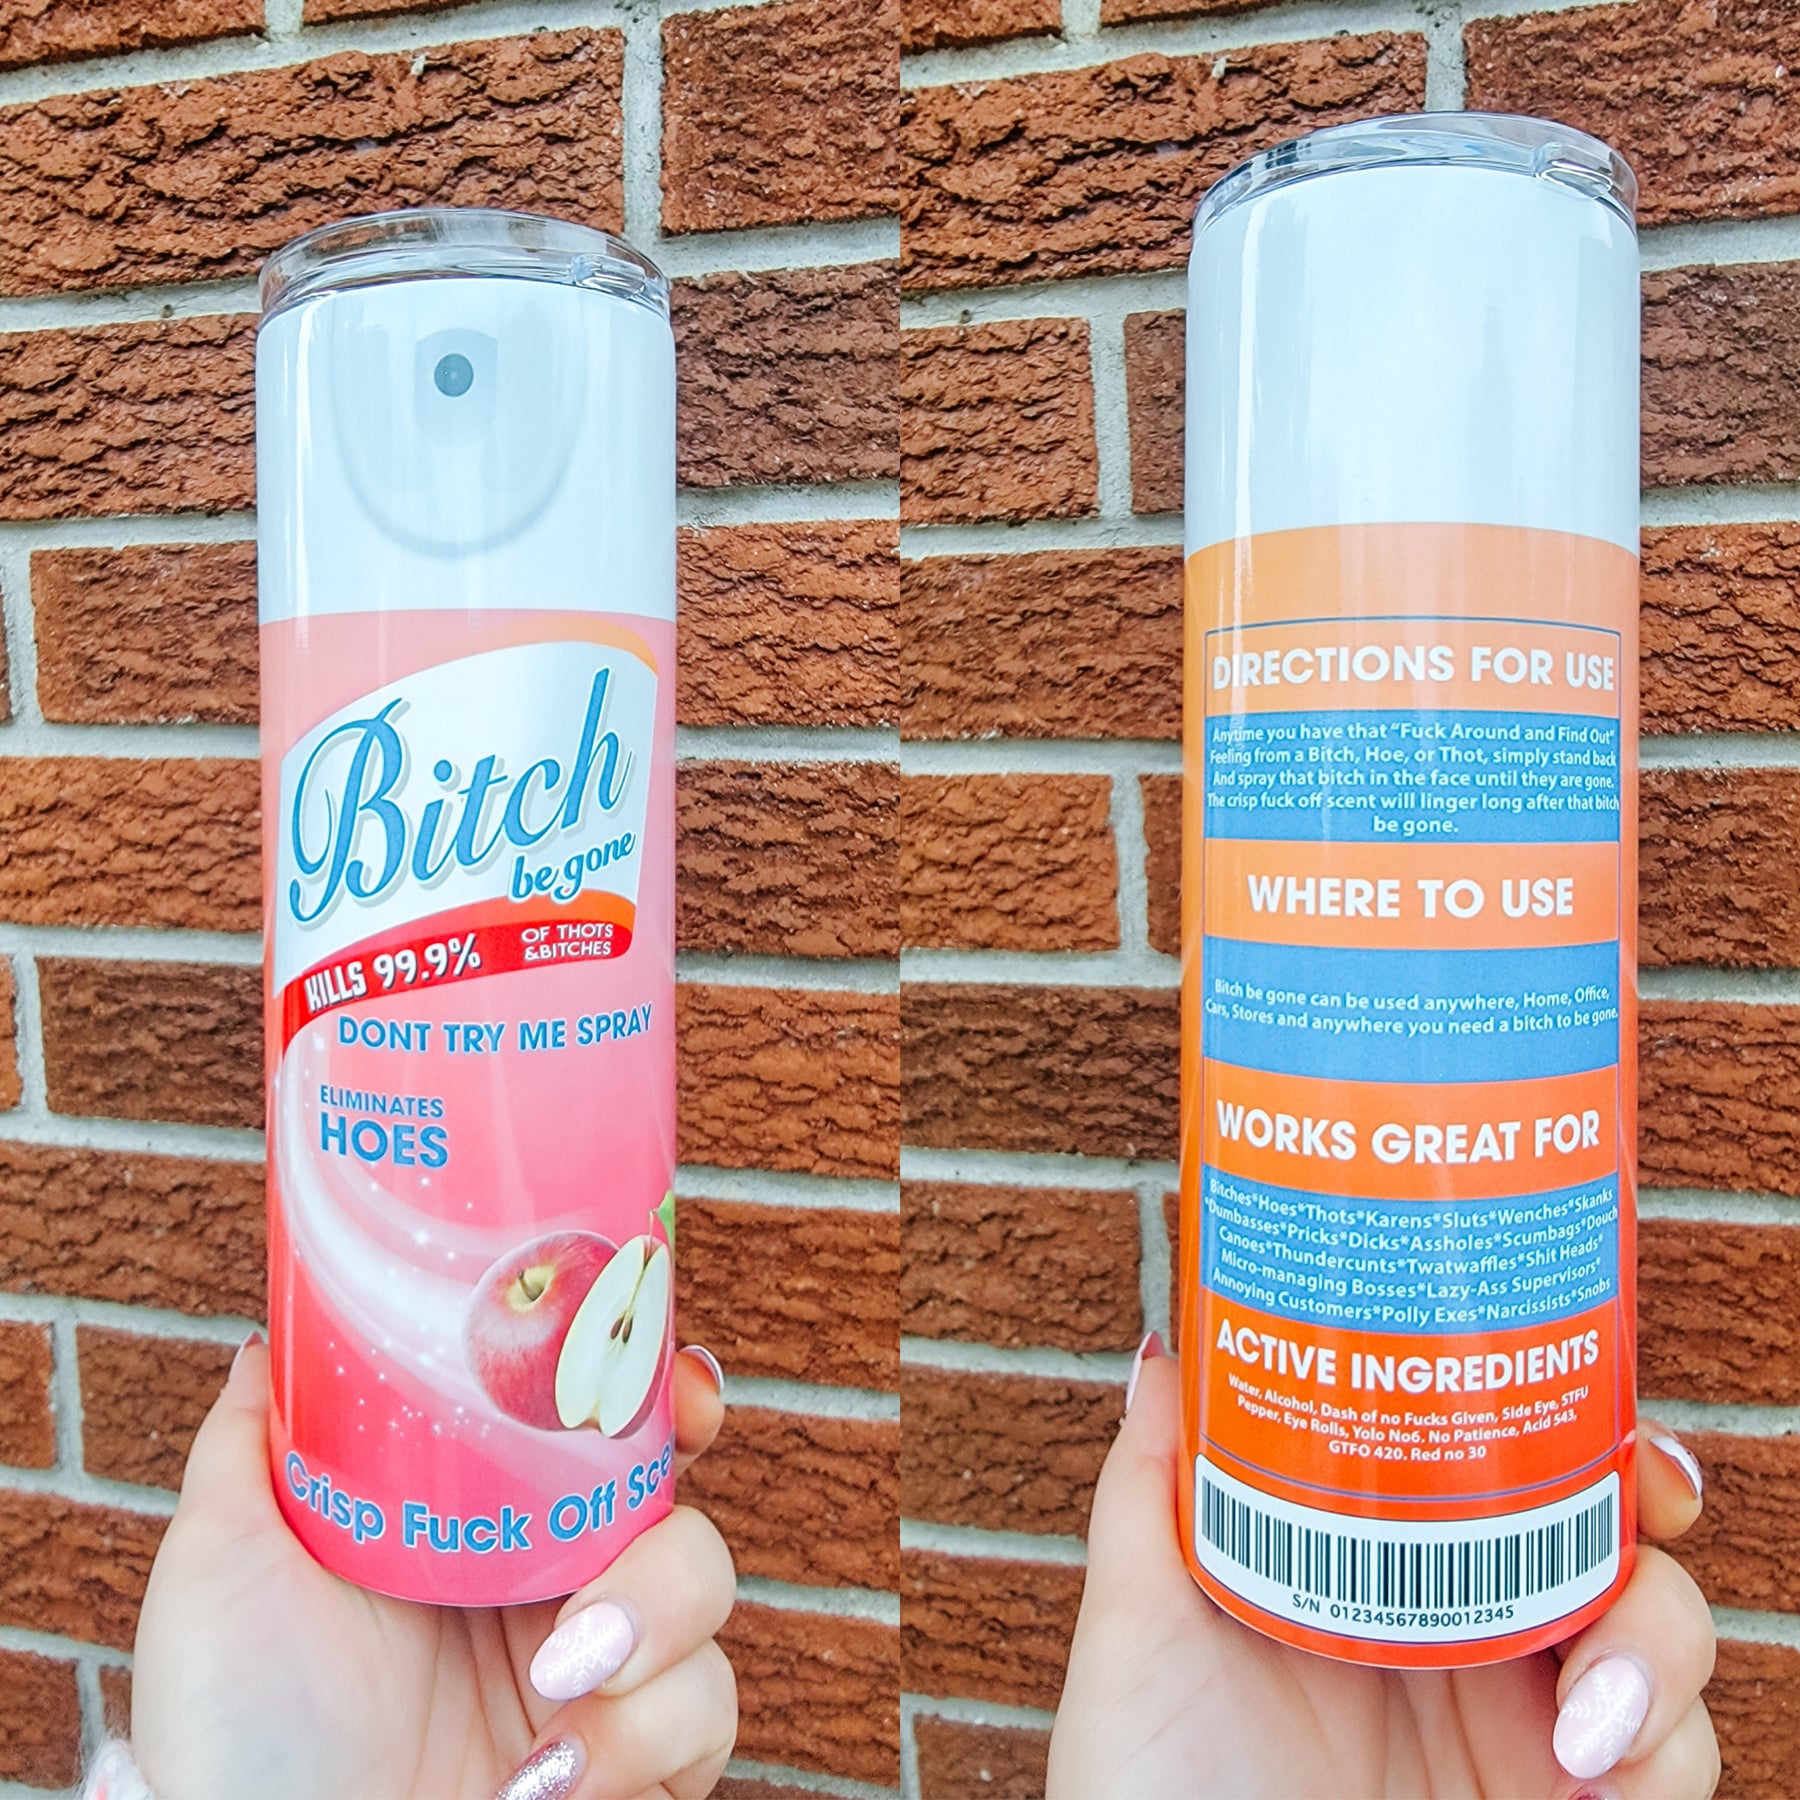 Bitch
be gone
KILLS 99.9% OF THOTS
&BITCHES
DONT TRY ME SPRAY
ELIMINATES
HOES
Crisp Fuck Off
DIRECTIONS FOR USE
Anytime you have that "Fuck Around and Find Out"
Feeling from a Bitch, Hoe, or Thot, simply stand back
And spray that bitch in the face until they are gone.
The crisp fuck off scent will linger long after that bitch
be gone.
WHERE TO USE
Bitch be gone can be used anywhere, Home, Office,
Cars, Stores and anywhere you need a bitch to be gone.
WORKS GREAT FOR
Bitches*Hoes*Thots*Karens*Sluts*Wenches*Skanks
*Dumbasses*Pricks*Dicks*Assholes*Scumbags*Douch
Canoes*Thundercunts*Twatwaffles*Shit Heads*
Micro-managing Bosses*Lazy-Ass Supervisors*
Annoying Customers*Polly Exes*Narcissists*Snobs
ACTIVE INGREDIENTS
Water, Alcohol, Dash of no Fucks Given, Side Eye, STFU
Pepper, Eye Rolls, Yolo No6. No Patience, Acid 543,
GTFO 420. Red no 30
S/N 01234567890012345